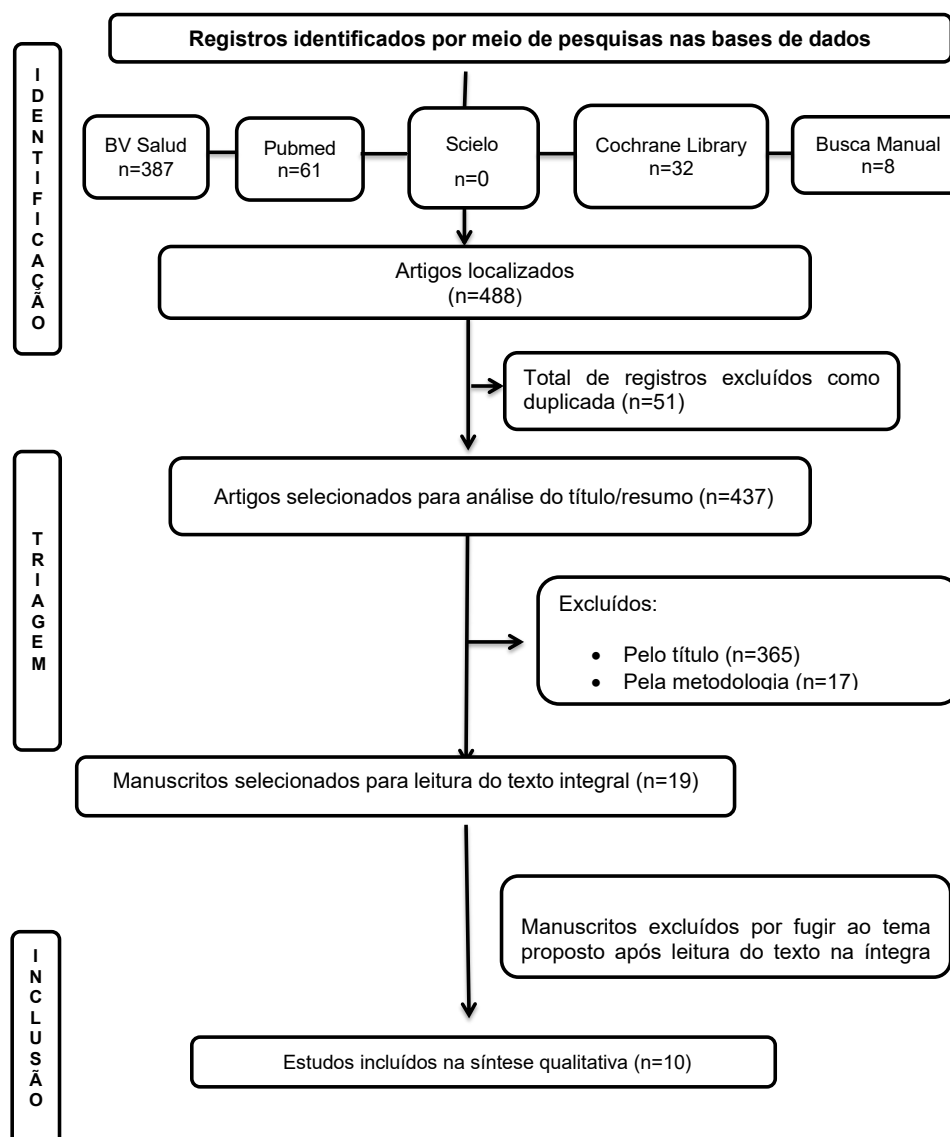 Registros identificados por meio de pesquisas nas bases de dados
IDENTIFICAÇÃO
BV Salud
n=387
Pubmed
n=61
Scielo
n=0
Cochrane Library
n=32
Busca Manual
n=8
Artigos localizados
(n=488)
Total de registros excluídos como
duplicada (n=51)
TRIAGEM
Artigos selecionados para análise do título/resumo (n=437)
Excluídos:
• Pelo título (n=365)
• Pela metodologia (n=17)
Manuscritos selecionados para leitura do texto integral (n=19)
Manuscritos excluídos por fugir ao tema
proposto após leitura do texto na íntegra
INCLUSÃO
Estudos incluídos na síntese qualitativa (n=10)